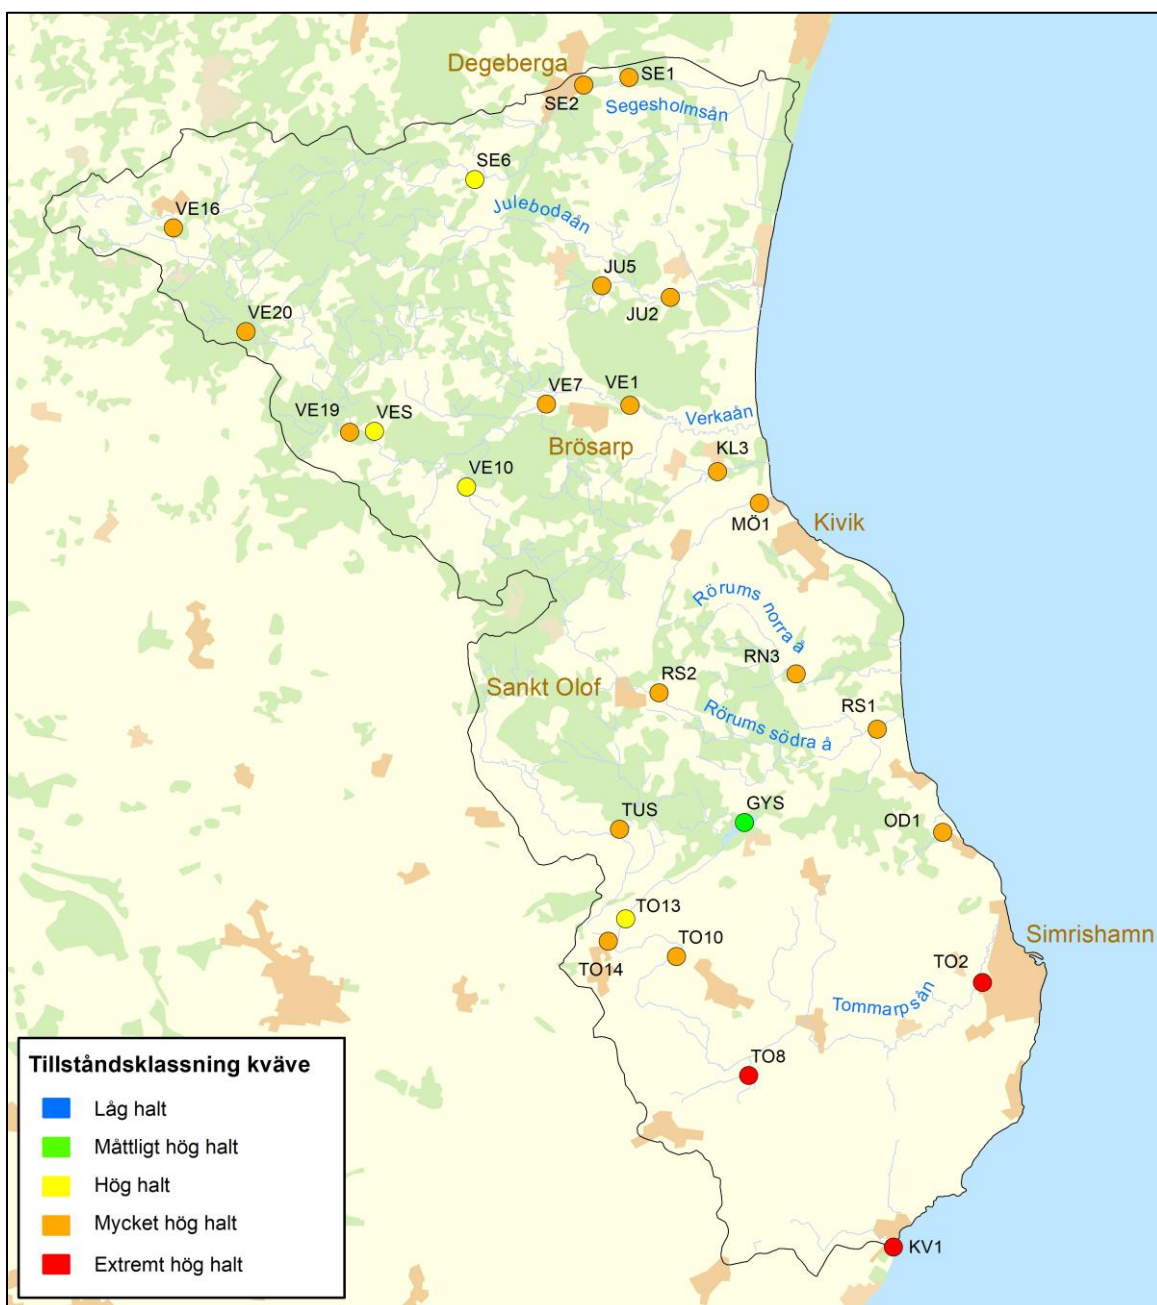 Degeberga
SE1
SE2
Segesholmsån
SE6
Julebodaån
VE16
JU5
JU2
VE20
VE7
VE1
VE19
VES
Verkaån
Brösarp
KL3
VE10
MÖ1
Kivik
Rörums norra å
RN3
RS2
Sankt Olof
RS1
Rörums södra å
GYS
TUS
OD1
TO13
TO10
Simrishamn
TO14
TO2
Tommarpsån
TO8
KV1
Tillståndsklassning kväve
Låg halt
Måttligt hög halt
Hög halt
Mycket hög halt
Extremt hög halt